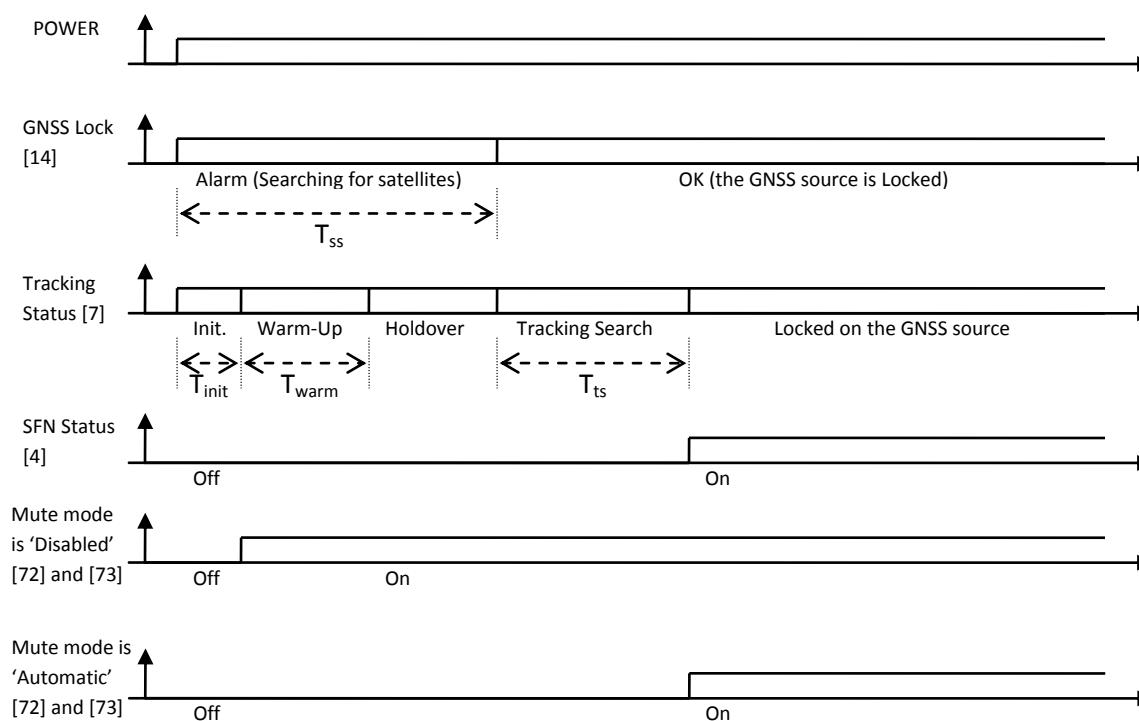 POWER
GNSS Lock
[14]
Alarm (Searching for satellites)
OK (the GNSS source is Locked)
Tss
Tracking
Status [7]
Init.
Warm-Up
Holdover
Tracking Search
Locked on the GNSS source
Tinit
Twarm
Tts
SFN Status
[4]
Off
On
Mute mode
is ‘Disabled’
[72] and [73]
Off
On
Mute mode is
‘Automatic’
[72] and [73]
Off
On